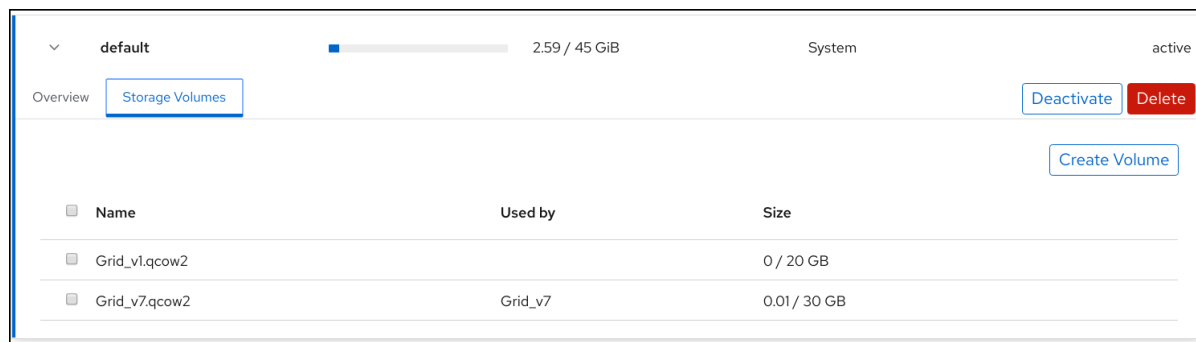 default 2.59 / 45 GiB System active
Overview Storage Volumes Deactivate Delete
Create Volume
Name Used by Size
Grid_v1.qcow2 0 / 20 GB
Grid_v7.qcow2 Grid_v7 0.01 / 30 GB